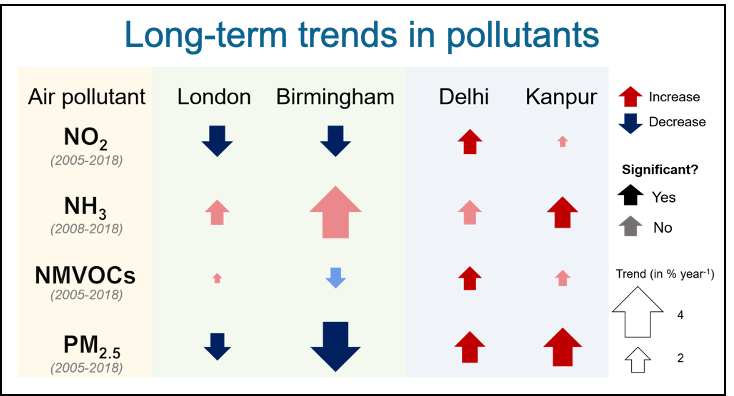 Long-term trends in pollutants
Air pollutant London Birmingham Delhi Kanpur
NO2
(2005-2018)
NH3
(2008-2018)
NMVOCs
(2005-2018)
PM2.5
(2005-2018)
Increase
Decrease
Significant?
Yes
No
Trend (in % year-1)
4
2